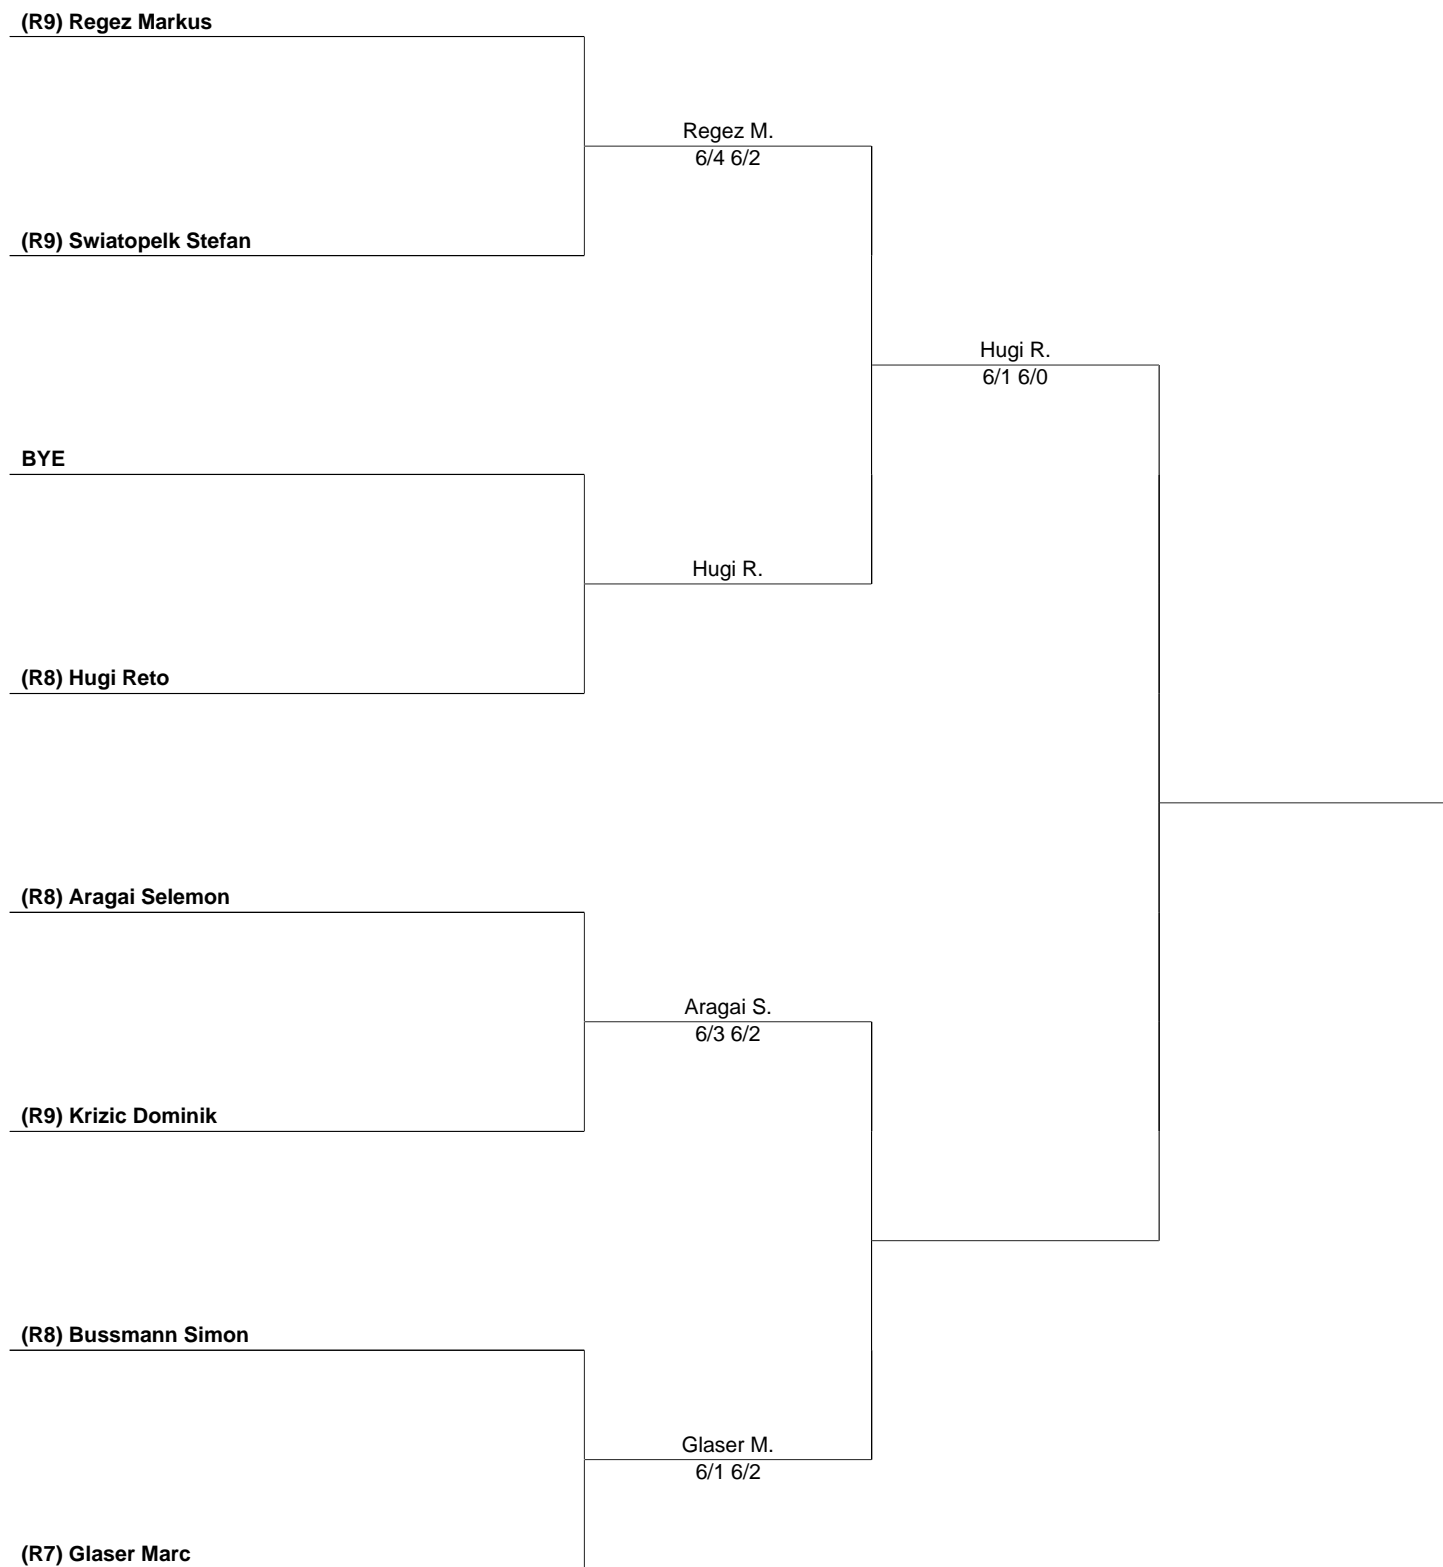 (R9) Regez Markus
Regez M.
6/4 6/2
(R9) Swiatopelk Stefan
Hugi R.
6/1 6/0
BYE
Hugi R.
(R8) Hugi Reto
(R8) Aragai Selemon
Aragai S.
6/3 6/2
(R9) Krizic Dominik
(R8) Bussmann Simon
Glaser M.
6/1 6/2
(R7) Glaser Marc